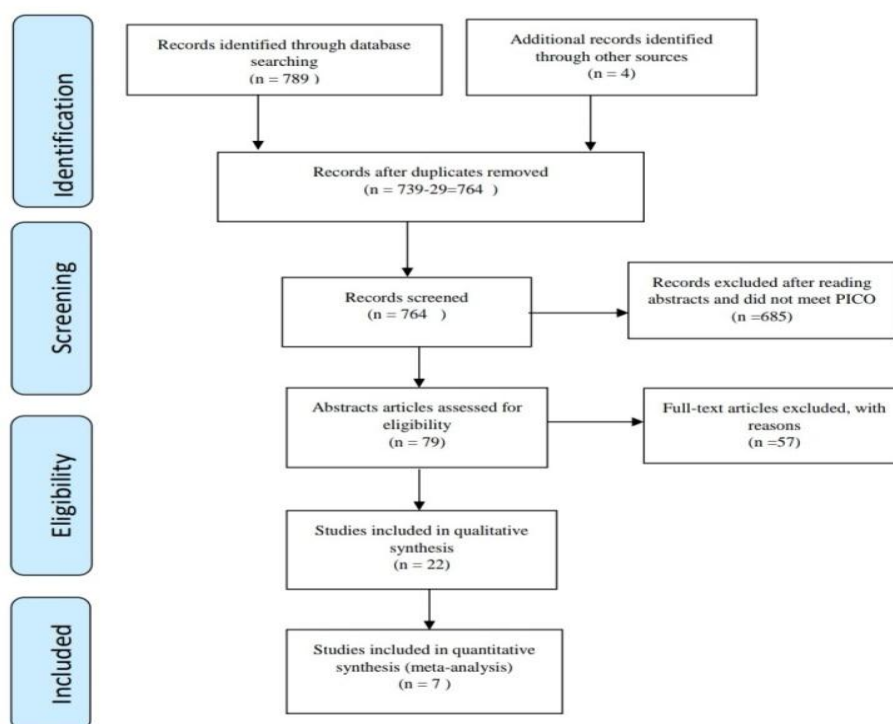 Identification
Records identified through database
searching
(n = 789 )
Additional records identified
through other sources
(n = 4)
Records after duplicates removed
(n = 739-29=764 )
Screening
Records screened
(n = 764 )
Records excluded after reading
abstracts and did not meet PICO
(n =685)
Eligibility
Abstracts articles assessed for
eligibility
(n = 79)
Full-text articles excluded, with
reasons
(n =57)
Studies included in qualitative
synthesis
(n = 22)
Included
Studies included in quantitative
synthesis (meta-analysis)
(n = 7 )